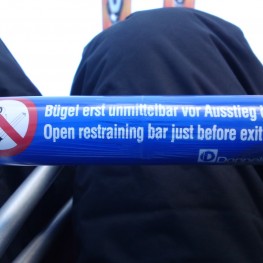 Bügel erst unmittelbar vor Ausstieg
Open restraining bar just before exit